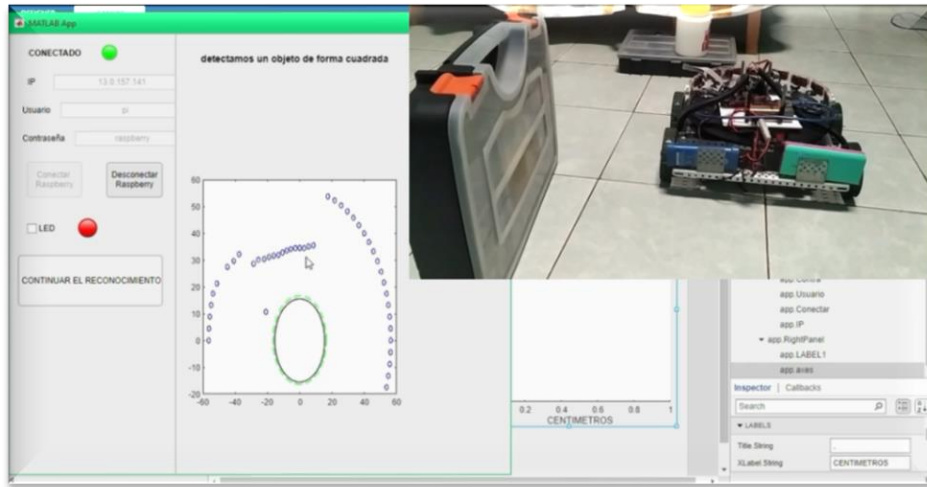 MATLAB App
CONECTADO
detectamos un objeto de forma cuadrada
IP
13.0.157.141
Usuario
pi
Contraseña
raspberry
Conectar
Raspberry
Desconectar
Raspberry
LED
CONTINUAR EL RECONOCIMIENTO
60
50
40
30
20
10
0
-10
-20
-60
-40
-20
0
20
40
60
0.2
0.4
0.6
0.8
1
CENTIMETROS
app.Contra
app.Usuario
app.Conectar
app.IP
app.RightPanel
app.LABEL1
app.axes
Inspector
Callbacks
Search
LABELS
Title.String
XLabel.String
CENTIMETROS